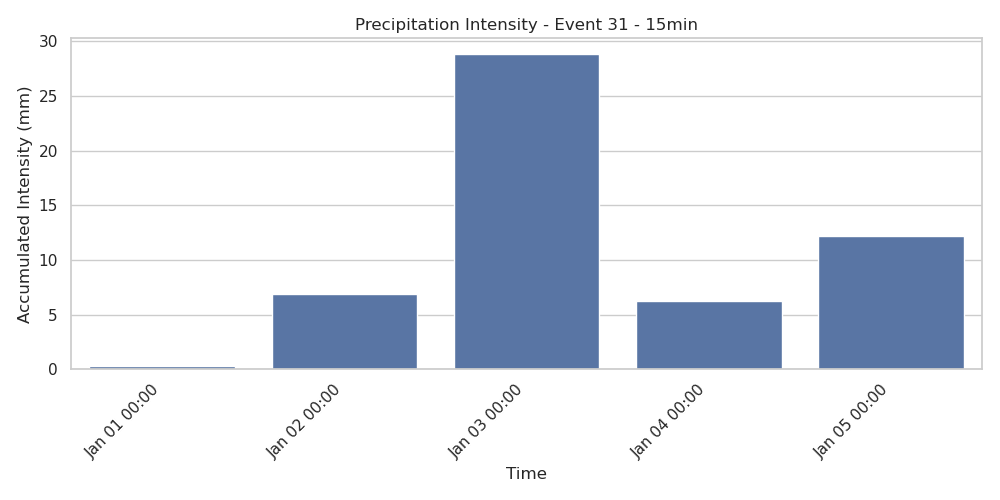 Precipitation Intensity - Event 31 - 15min
Accumulated Intensity (mm)
30
25
20
15
10
5
0
Jan 01 00:00
Jan 02 00:00
Jan 03 00:00
Jan 04 00:00
Jan 05 00:00
Time